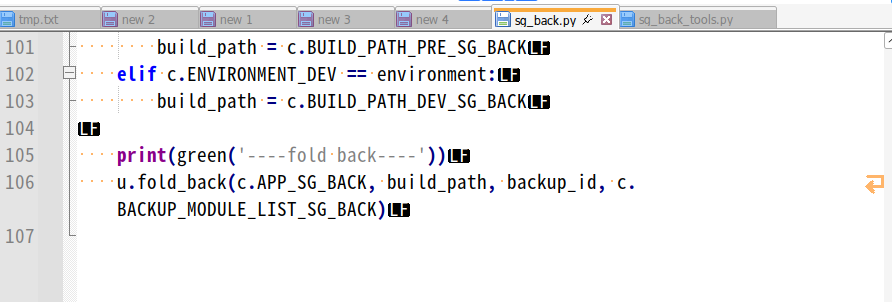 tmp.txt new 2 new 1 new 3 new 4 sq_back.py sq_back_tools.py
101 build_path = c.BUILD_PATH_PRE_SG_BACKLF
102 elif c.ENVIRONMENT_DEV == environment:LF
103 build_path = c.BUILD_PATH_DEV_SG_BACKLF
104 LF
105 print(green('----fold back----'))LF
106 u.fold_back(c.APP_SG_BACK, build_path, backup_id, c.
BACKUP_MODULE_LIST_SG_BACK)LF
107